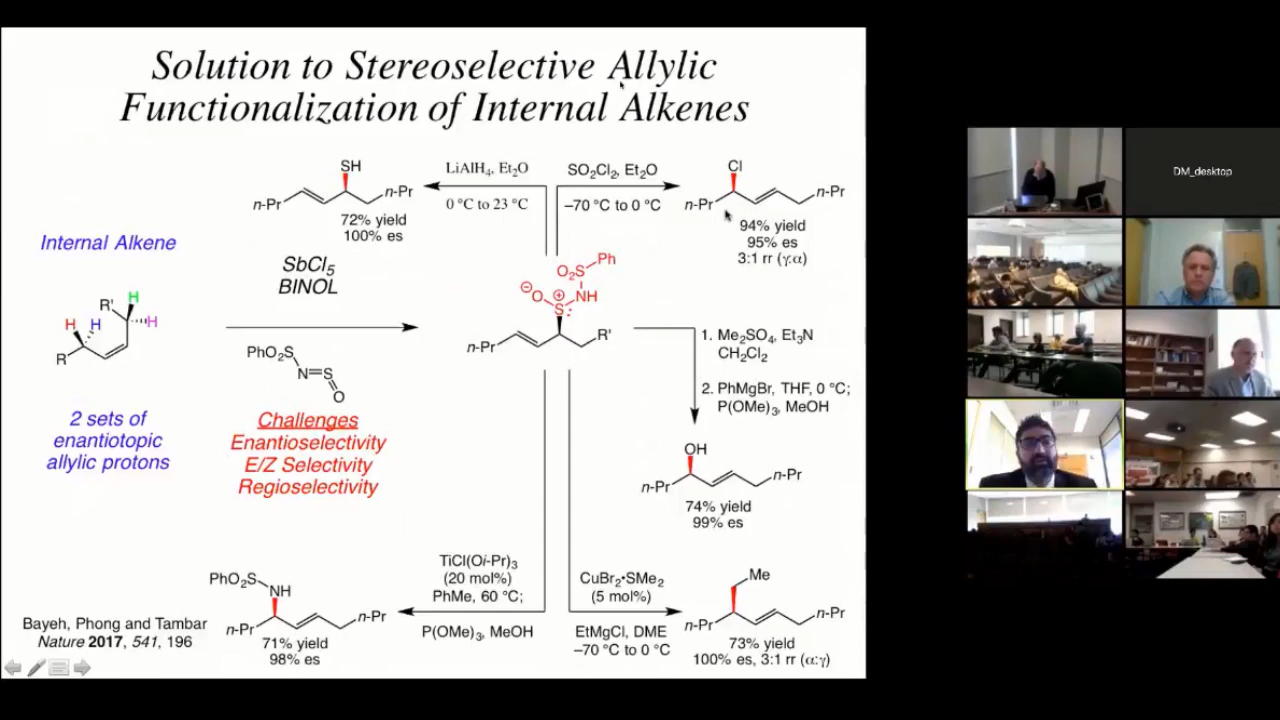 Solution to Stereoselective Allylic
Functionalization of Internal Alkenes
SH
n-Pr
n-Pr
72% yield
100% es
LiAlH4, Et2O
0 °C to 23 °C
SO2Cl2, Et2O
–70 °C to 0 °C
Cl
n-Pr
n-Pr
94% yield
95% es
3:1 rr (γ:α)
DM_desktop
Internal Alkene
R'
H
H
H
H
R
2 sets of
enantiotopic
allylic protons
SbCl5
BINOL
PhO2S
N=S
O
Challenges
Enantioselectivity
E/Z Selectivity
Regioselectivity
Ph
O2S
NH
⊖O
⊕
S
n-Pr
R'
1. Me2SO4, Et3N
CH2Cl2
2. PhMgBr, THF, 0 °C;
P(OMe)3, MeOH
OH
n-Pr
n-Pr
74% yield
99% es
PhO2S
NH
n-Pr
n-Pr
71% yield
98% es
TiCl(Oi-Pr)3
(20 mol%)
PhMe, 60 °C;
P(OMe)3, MeOH
CuBr2•SMe2
(5 mol%)
EtMgCl, DME
–70 °C to 0 °C
Me
n-Pr
n-Pr
73% yield
100% es, 3:1 rr (α:γ)
Bayeh, Phong and Tambar
Nature 2017, 541, 196